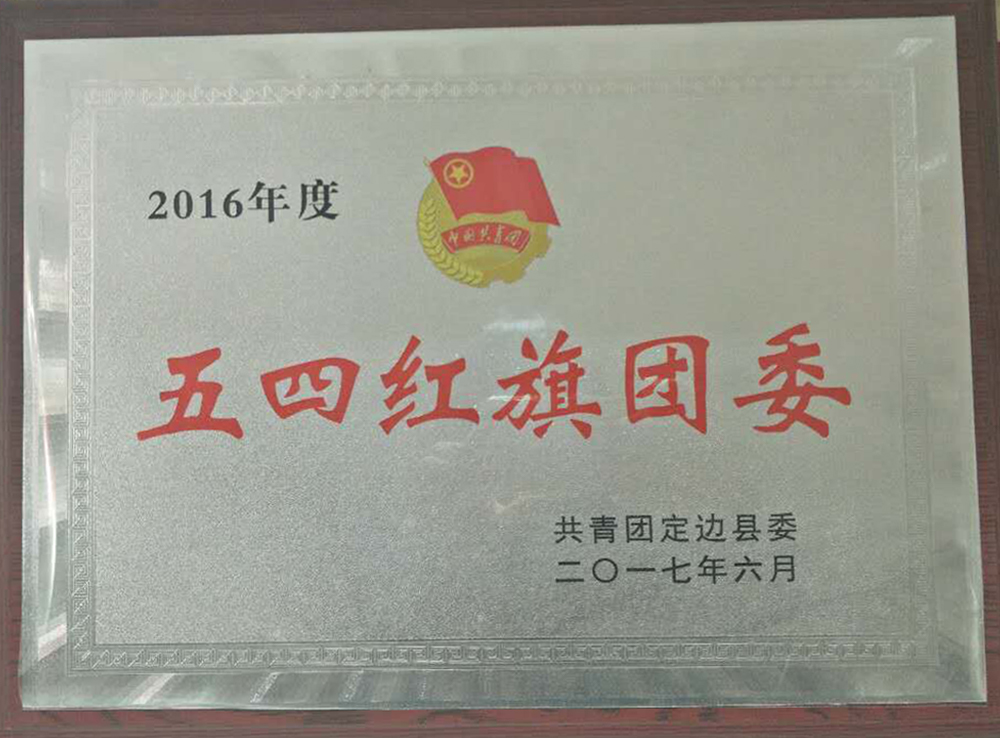 2016年度
中国共青团
五四红旗团委
共青团定边县委
二〇一七年六月